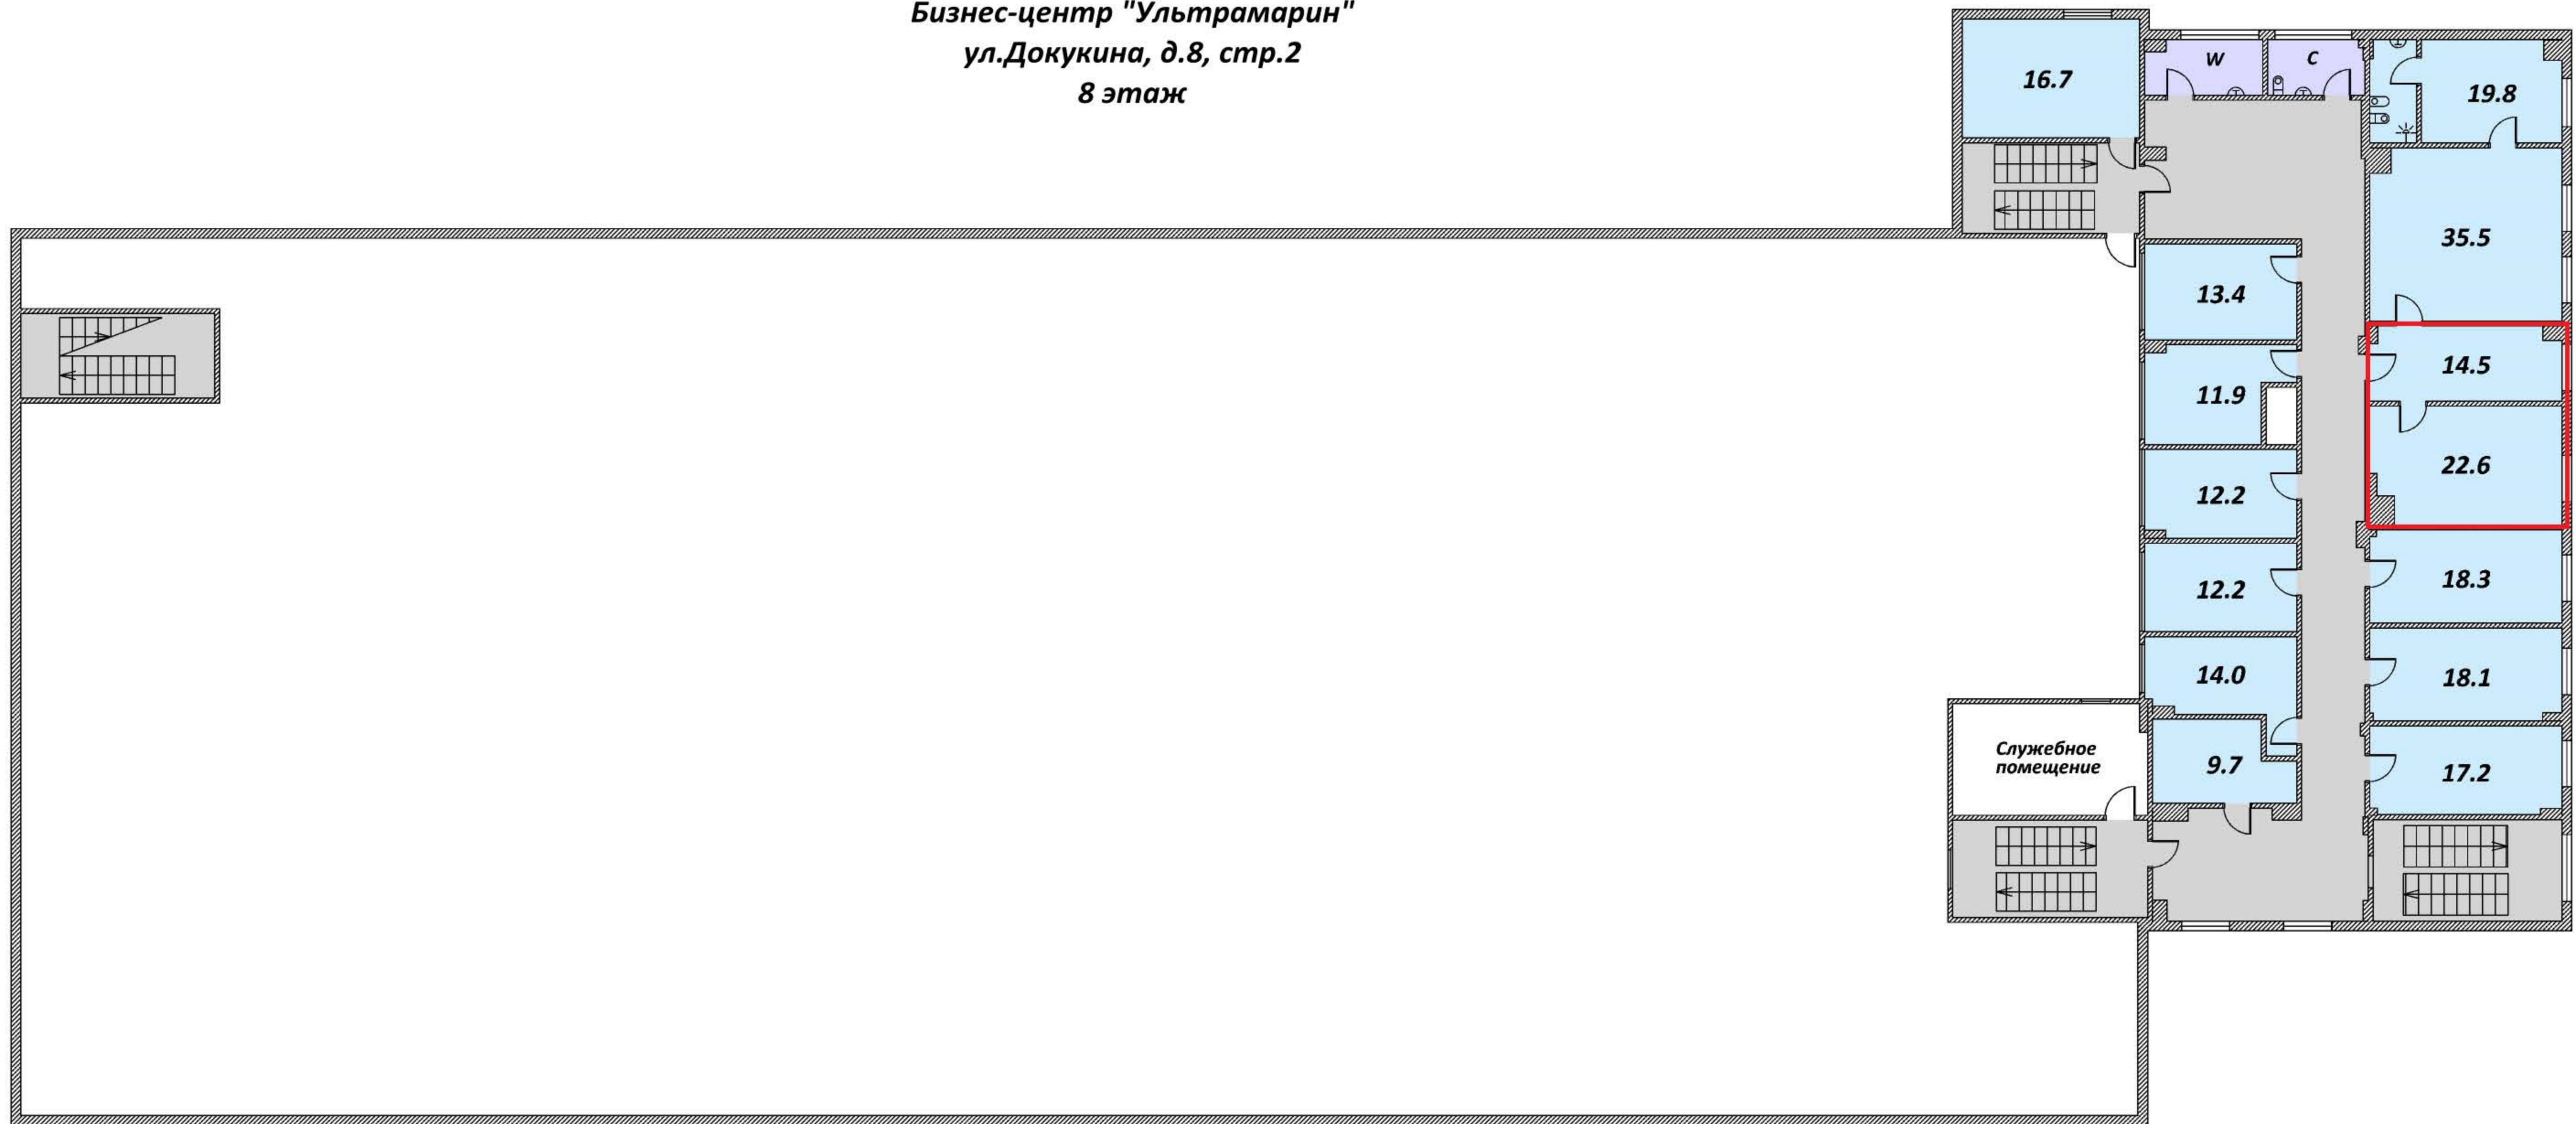 Бизнес-центр "Ультрамарин"
ул.Докукина, д.8, стр.2
8 этаж
16.7
W
C
19.8
35.5
13.4
14.5
11.9
22.6
12.2
18.3
12.2
14.0
18.1
Служебное
помещение
9.7
17.2